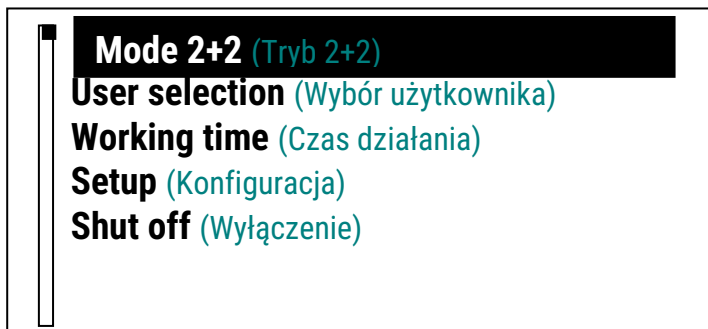 Mode 2+2 (Tryb 2+2)
User selection (Wybór użytkownika)
Working time (Czas działania)
Setup (Konfiguracja)
Shut off (Wyłączenie)